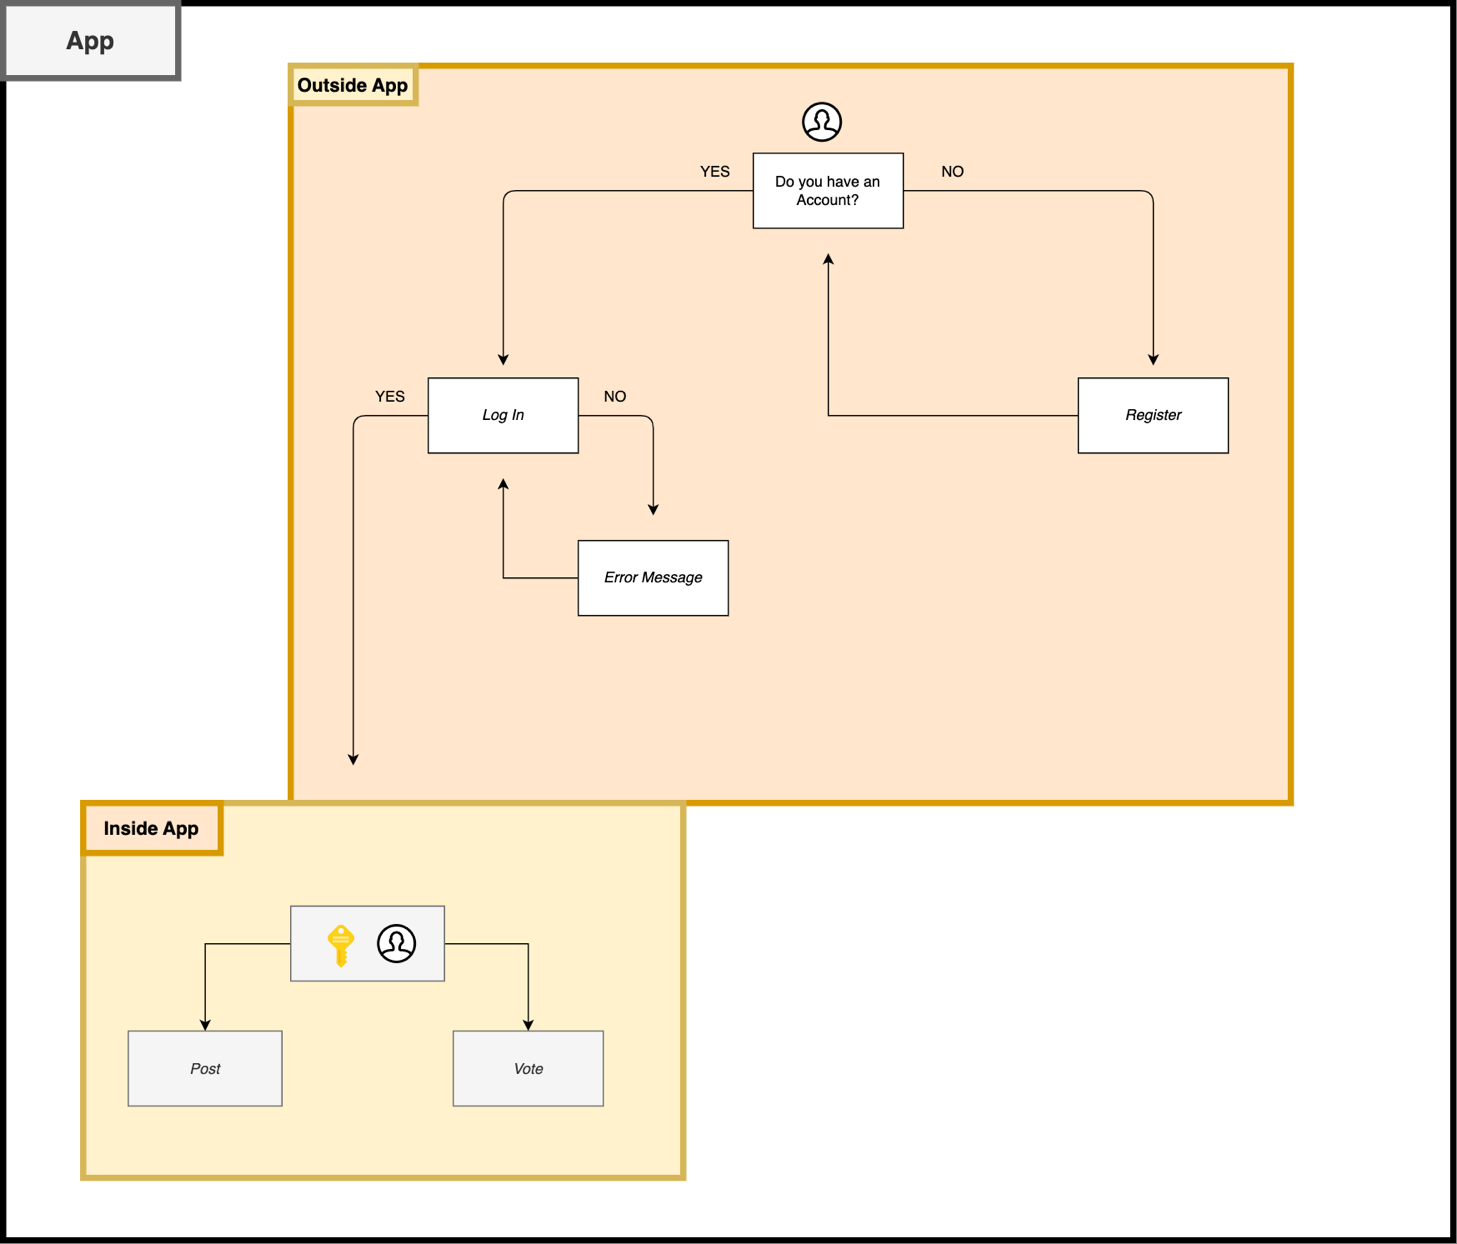 App
Outside App
YES
Do you have an
Account?
NO
YES
Log In
NO
Register
Error Message
Inside App
Post
Vote